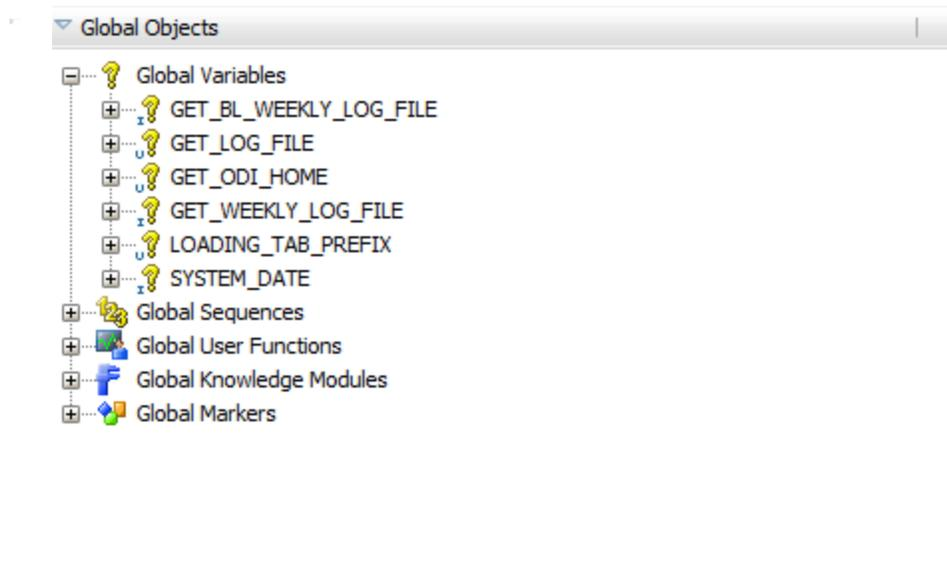 Global Objects
Global Variables
GET_BL_WEEKLY_LOG_FILE
GET_LOG_FILE
GET_ODI_HOME
GET_WEEKLY_LOG_FILE
LOADING_TAB_PREFIX
SYSTEM_DATE
Global Sequences
Global User Functions
Global Knowledge Modules
Global Markers